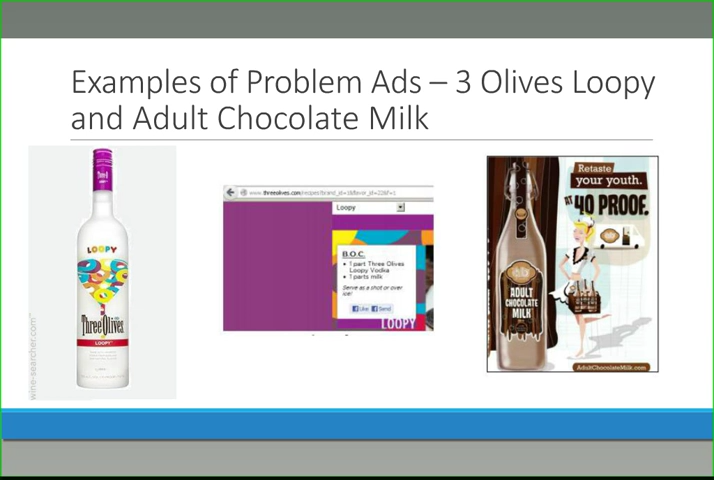 Examples of Problem Ads – 3 Olives Loopy
and Adult Chocolate Milk
LOOPY
Three Olives
LOOPY
wine-searcher.com
www.threeolives.com/recipes?brand_id=
Loopy
B.O.C.
• 1 part Three Olives
Loopy Vodka
• 1 parts milk
Serve as a shot or over
ice!
Like
Send
LOOPY
Retaste
your youth.
AT 40 PROOF.
ADULT
CHOCOLATE
MILK
AdultChocolateMilk.com